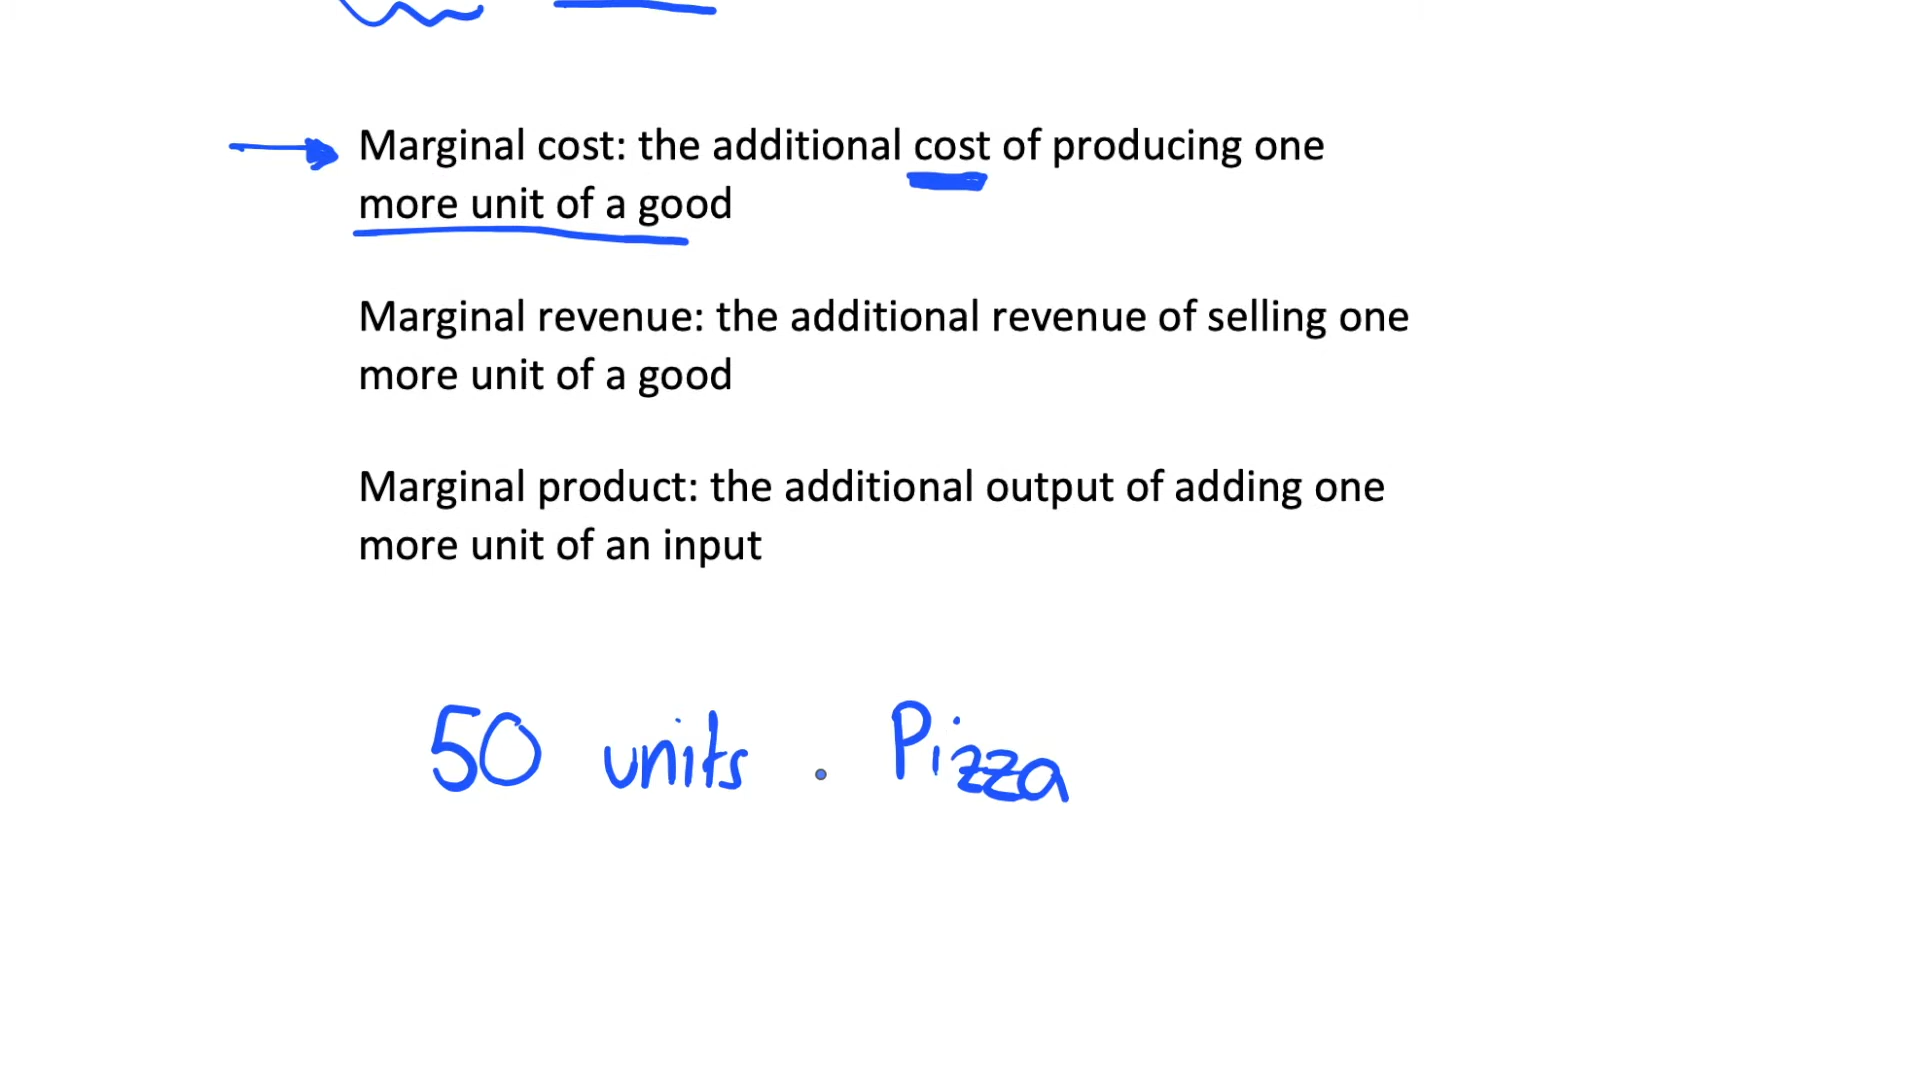 Marginal cost: the additional cost of producing one
more unit of a good
Marginal revenue: the additional revenue of selling one
more unit of a good
Marginal product: the additional output of adding one
more unit of an input
50 units Pizza